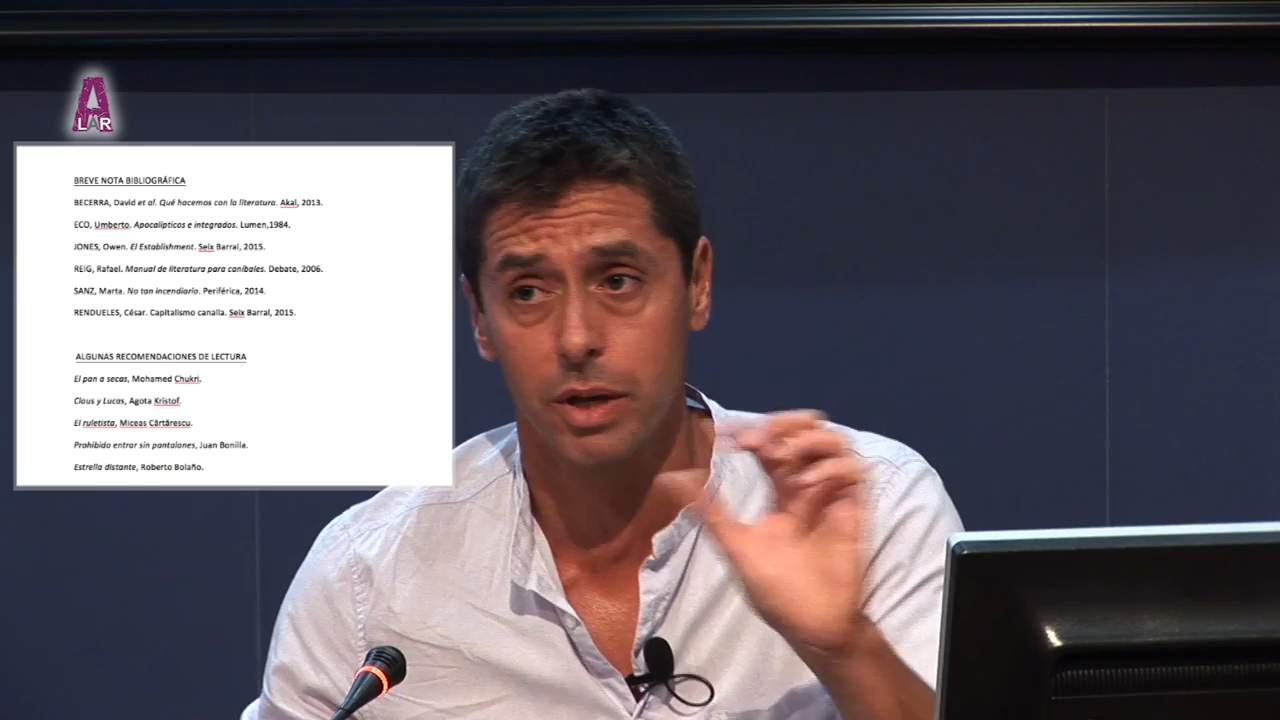 A
LAR
BREVE NOTA BIBLIOGRÁFICA
BECERRA, David et al. Qué hacemos con la literatura. Akal, 2013.
ECO, Umberto. Apocalípticos e integrados. Lumen,1984.
JONES, Owen. El Establishment. Seix Barral, 2015.
REIG, Rafael. Manual de literatura para caníbales. Debate, 2006.
SANZ, Marta. No tan incendiario. Periférica, 2014.
RENDUELES, César. Capitalismo canalla. Seix Barral, 2015.
ALGUNAS RECOMENDACIONES DE LECTURA
El pan a secas, Mohamed Chukri.
Claus y Lucas, Agota Kristof.
El ruletista, Miceas Cărtărescu.
Prohibido entrar sin pantalones, Juan Bonilla.
Estrella distante, Roberto Bolaño.